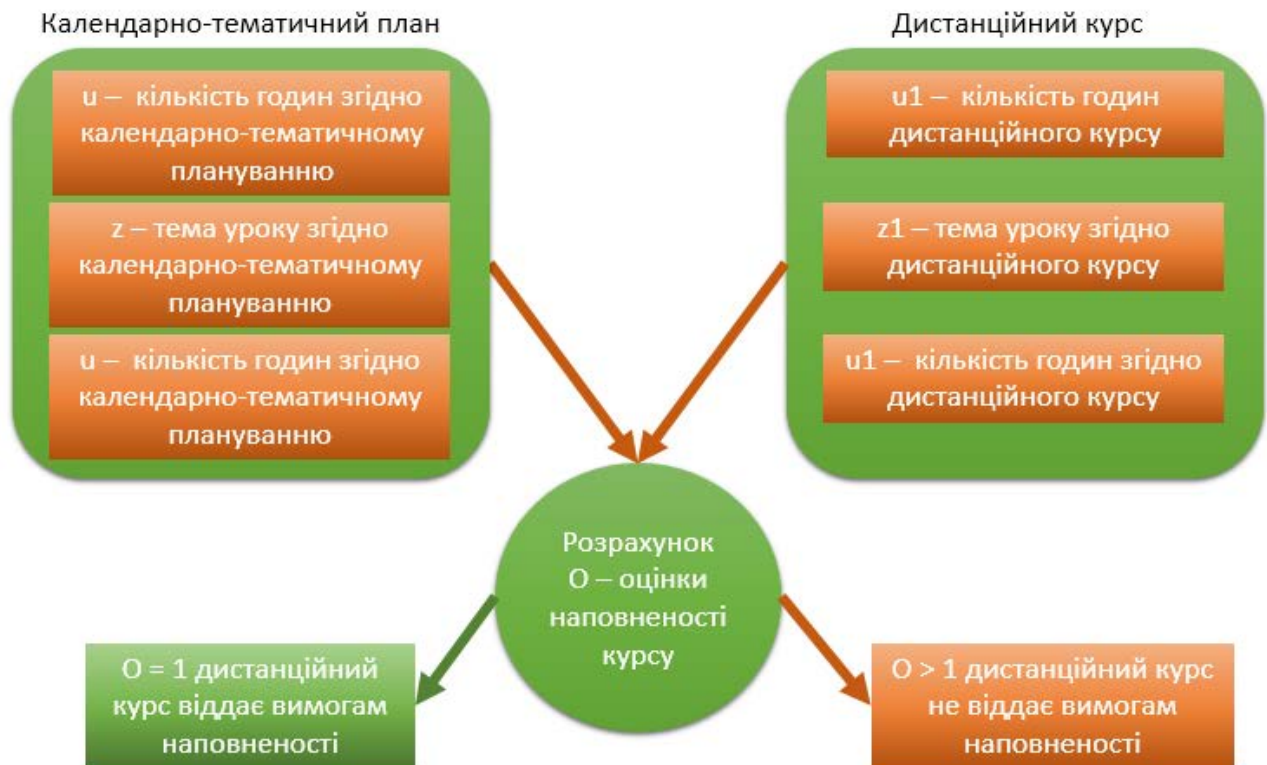 Календарно-тематичний план
u – кількість годин згідно
календарно-тематичному
плануванню
z – тема уроку згідно
календарно-тематичному
плануванню
u – кількість годин згідно
календарно-тематичному
плануванню
Дистанційний курс
u1 – кількість годин
дистанційного курсу
z1 – тема уроку згідно
дистанційного курсу
u1 – кількість годин згідно
дистанційного курсу
Розрахунок
О – оцінки
наповненості
курсу
О = 1 дистанційний
курс віддає вимогам
наповненості
О > 1 дистанційний курс
не віддає вимогам
наповненості